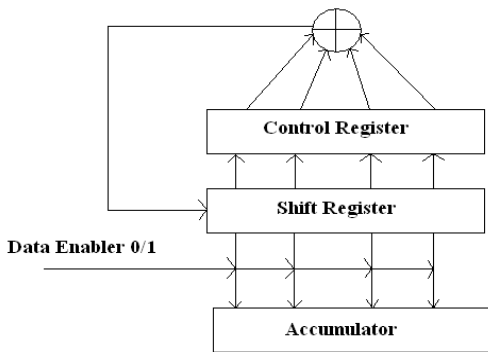 Control Register
Shift Register
Data Enabler 0/1
Accumulator